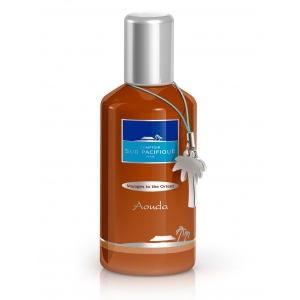 COMPTOIR
SUD PACIFIQUE
PARIS
Voyages to the Orient
Aouda